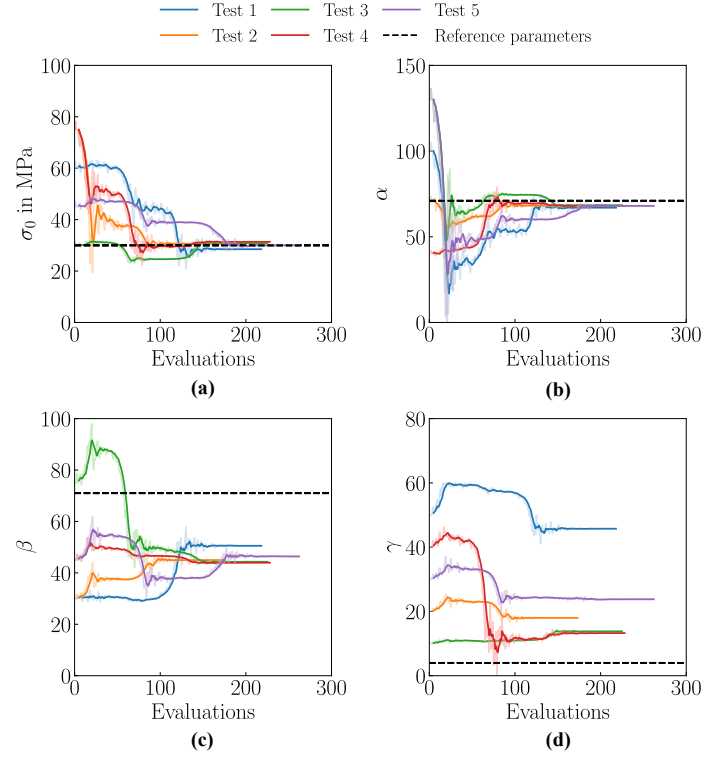 Test 1 Test 3 Test 5
Test 2 Test 4 Reference parameters
100
80
60
40
20
0
σ₀ in MPa
0 100 200 300
Evaluations
(a)
150
100
50
0
α
0 100 200 300
Evaluations
(b)
100
80
60
40
20
0
β
0 100 200 300
Evaluations
(c)
80
60
40
20
0
γ
0 100 200 300
Evaluations
(d)